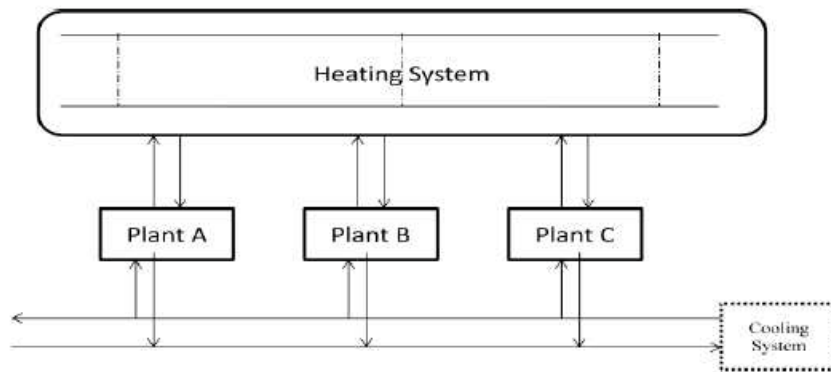 Heating System
Plant A
Plant B
Plant C
Cooling
System